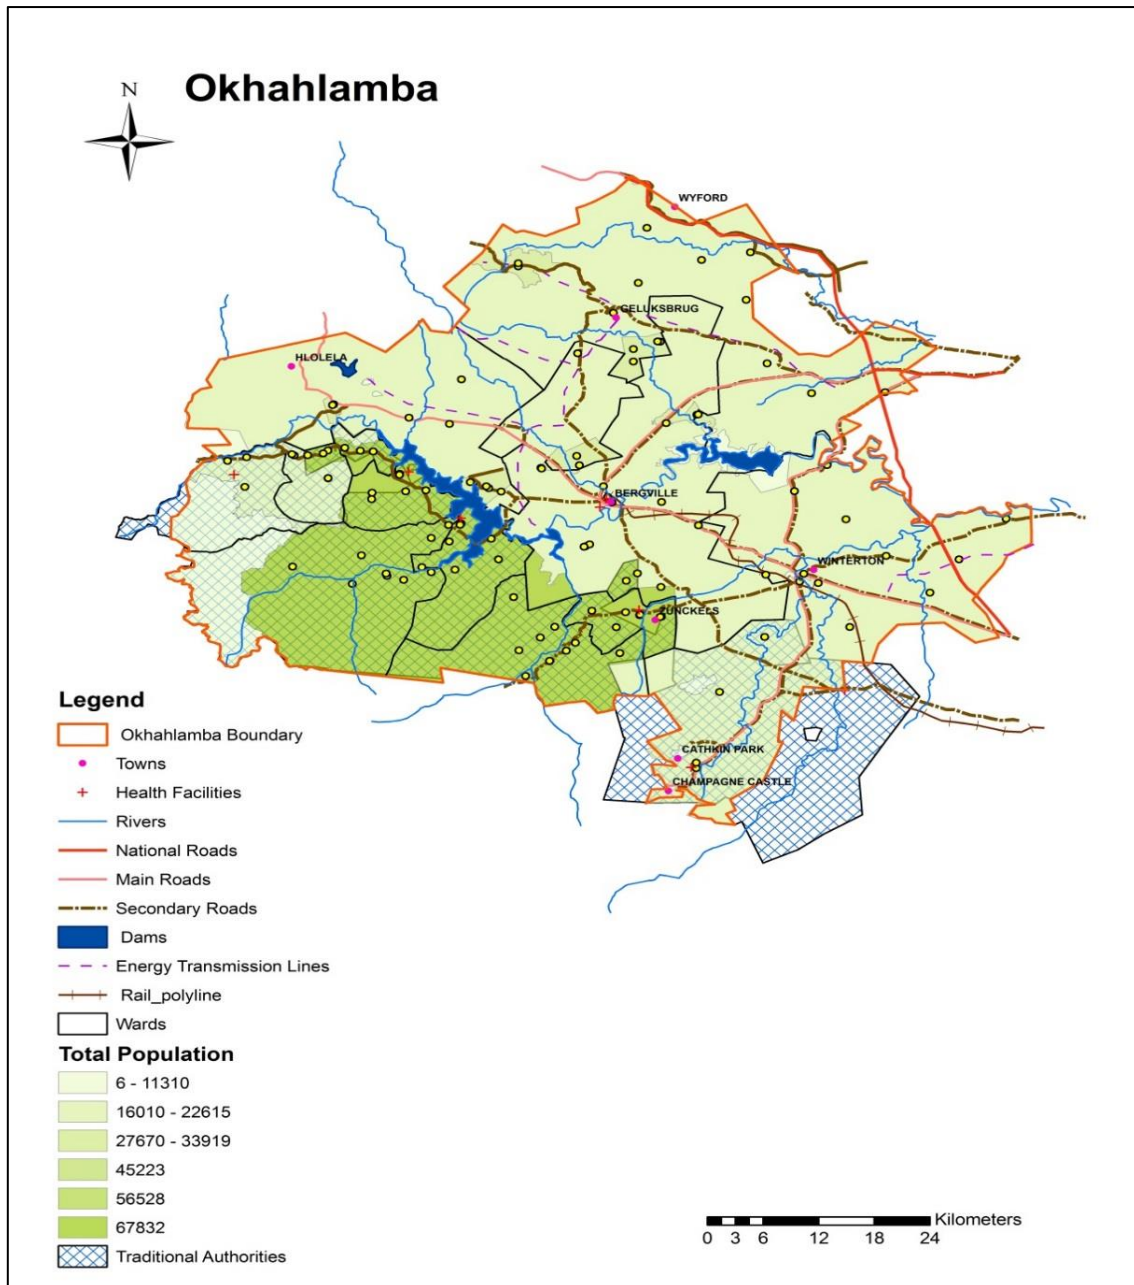 Okhahlamba
N
WYFORD
GELUKSBRUG
HLOLELA
BERGVILLE
WINTERTON
ZUNCKELS
CATHKIN PARK
CHAMPAGNE CASTLE
Legend
Okhahlamba Boundary
Towns
Health Facilities
Rivers
National Roads
Main Roads
Secondary Roads
Dams
Energy Transmission Lines
Rail_polyline
Wards
Total Population
6 - 11310
16010 - 22615
27670 - 33919
45223
56528
67832
Traditional Authorities
Kilometers
0 3 6 12 18 24